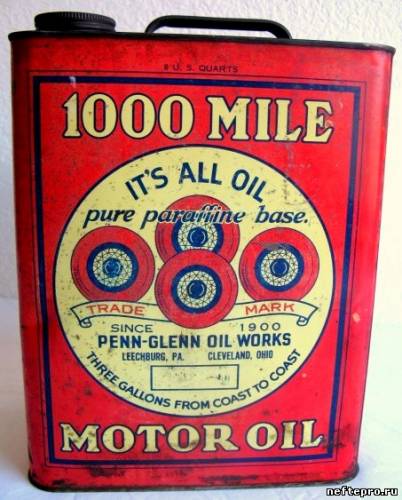 8 U.S. QUARTS
1000 MILE
IT'S ALL OIL
pure paraffine base.
TRADE MARK
SINCE 1900
PENN-GLENN OIL WORKS
LEECHBURG, PA. CLEVELAND, OHIO
THREE GALLONS FROM COAST TO COAST
MOTOR OIL
neftepro.ru